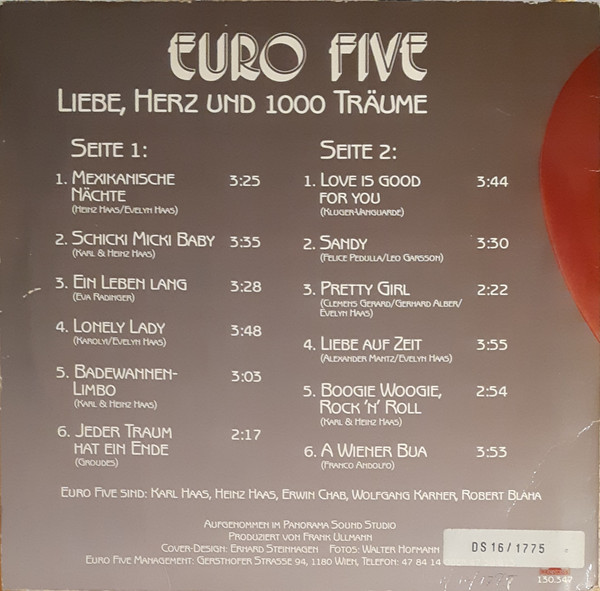 EURO FIVE
LIEBE, HERZ UND 1000 TRÄUME
SEITE 1:
1. MEXIKANISCHE NÄCHTE 3:25
(HEINZ HAAS/EVELYN HAAS)
2. SCHICKI MICKI BABY 3:35
(KARL & HEINZ HAAS)
3. EIN LEBEN LANG 3:28
(EVA RADINGER)
4. LONELY LADY 3:48
(KAROLYI/EVELYN HAAS)
5. BADEWANNEN-
LIMBO 3:03
(KARL & HEINZ HAAS)
6. JEDER TRAUM
HAT EIN ENDE 2:17
(GROUDES)
SEITE 2:
1. LOVE IS GOOD
FOR YOU 3:44
(KLUGER-VANGUARDE)
2. SANDY 3:30
(FELICE PEDULLA/LEO GARSSON)
3. PRETTY GIRL 2:22
(CLEMENS GERARD/GERHARD ALBER/
EVELYN HAAS)
4. LIEBE AUF ZEIT 3:55
(ALEXANDER MANTZ/EVELYN HAAS)
5. BOOGIE WOOGIE,
ROCK 'N' ROLL 2:54
(KARL & HEINZ HAAS)
6. A WIENER BUA 3:53
(FRANCO ANDOLFO)
EURO FIVE SIND: KARL HAAS, HEINZ HAAS, ERWIN CHAB, WOLFGANG KARNER, ROBERT BLAHA
AUFGENOMMEN IM PANORAMA SOUND STUDIO
PRODUZIERT VON FRANK ULLMANN
COVER-DESIGN: ERHARD STEINHAGEN FOTOS: WALTER HOFMANN
EURO FIVE MANAGEMENT: GERSTHOFER STRASSE 94, 1180 WIEN, TELEFON: 47 84 14
DS 16/1775
130.347